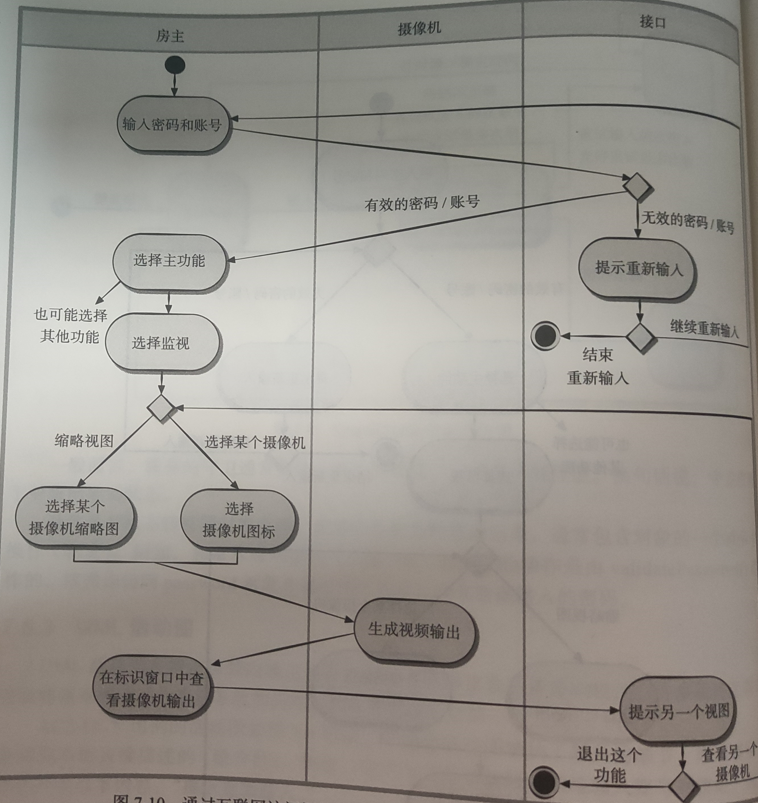 房主
摄像机
接口
输入密码和账号
有效的密码/账号
无效的密码/账号
选择主功能
提示重新输入
也可能选择
其他功能
选择监视
继续重新输入
结束
重新输入
缩略视图
选择某个摄像机
选择某个
摄像机缩略图
选择
摄像机图标
生成视频输出
在标识窗口中查
看摄像机输出
提示另一个视图
退出这个
功能
查看另一个
摄像机
图 7-10 通过互联网